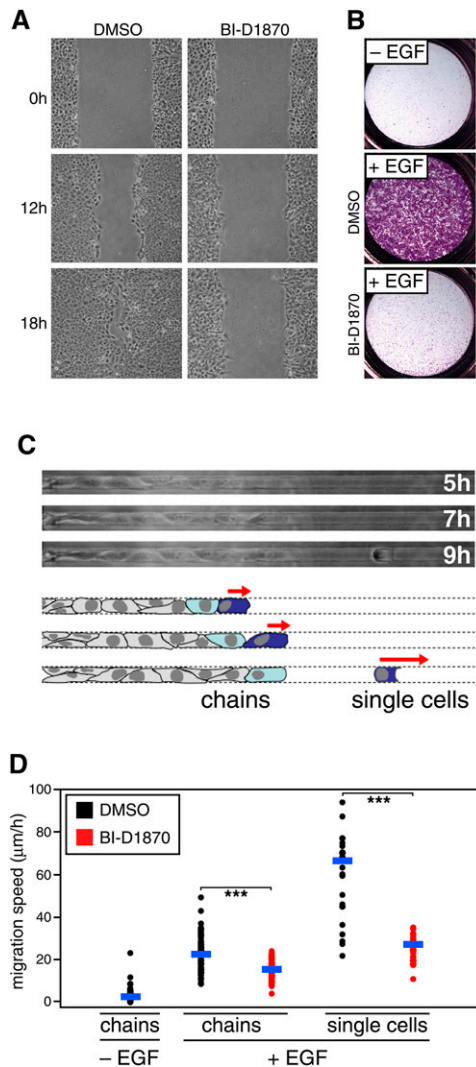 A
DMSO
BI-D1870
0h
12h
18h
B
– EGF
+ EGF
DMSO
+ EGF
BI-D1870
C
5h
7h
9h
chains
single cells
D
100
80
60
40
20
0
migration speed (µm/h)
DMSO
BI-D1870
***
***
chains
chains
single cells
– EGF
+ EGF